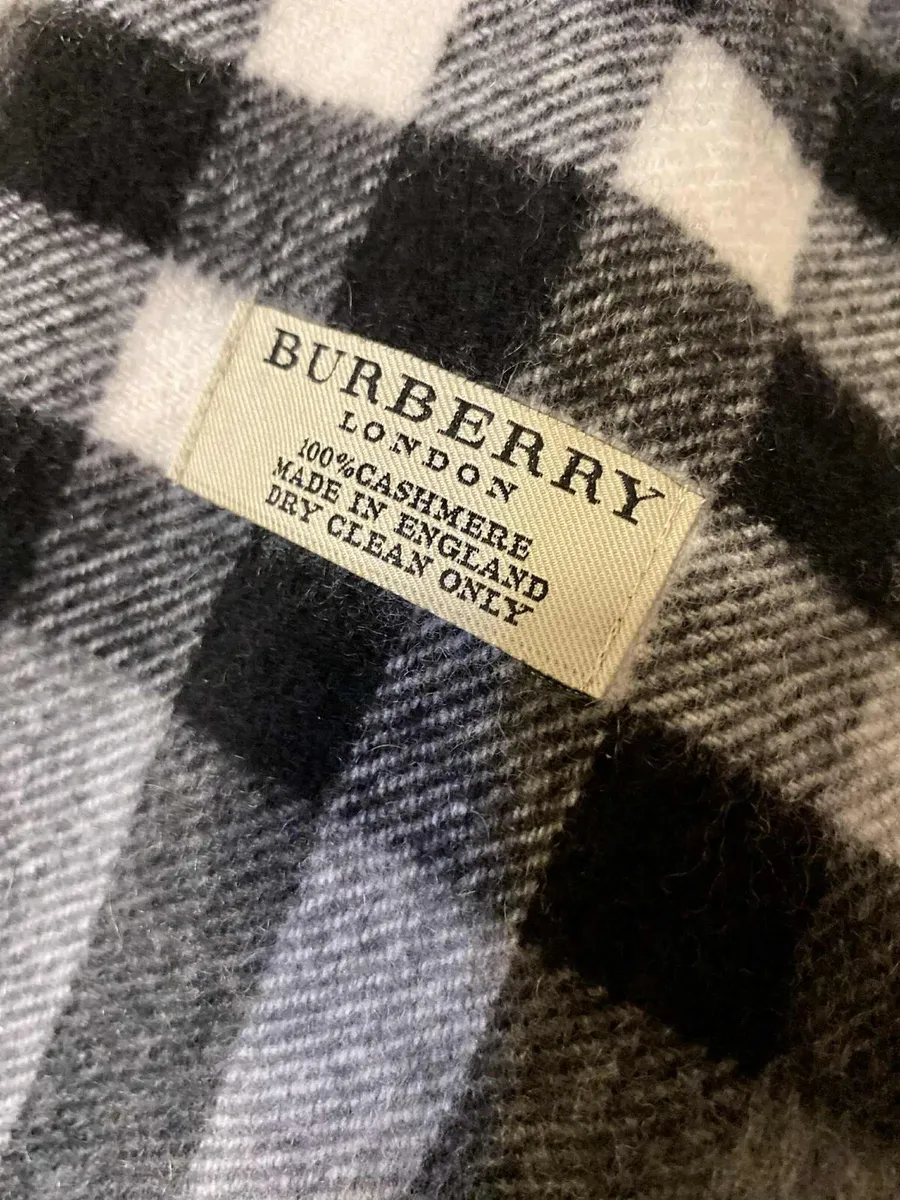 BURBERRY
LONDON
100%CASHMERE
MADE IN ENGLAND
DRY CLEAN ONLY